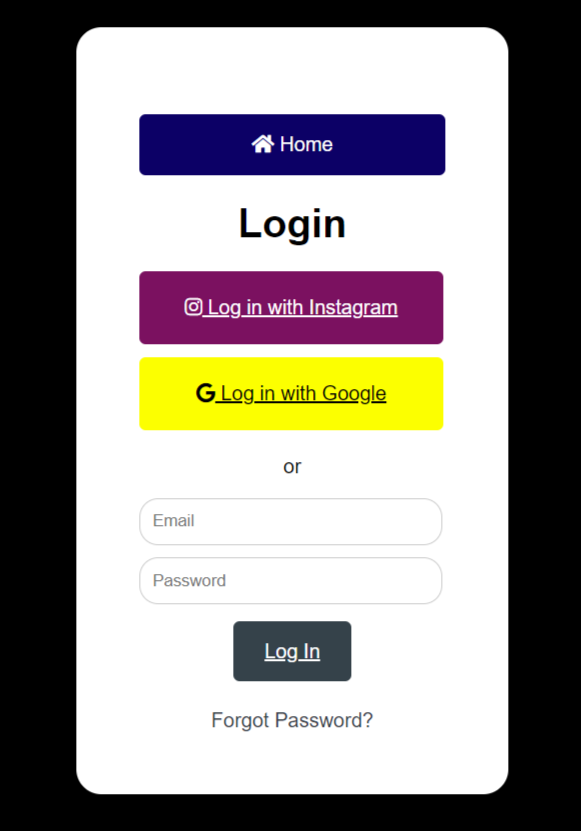 Home
Login
Log in with Instagram
G Log in with Google
or
Email
Password
Log In
Forgot Password?